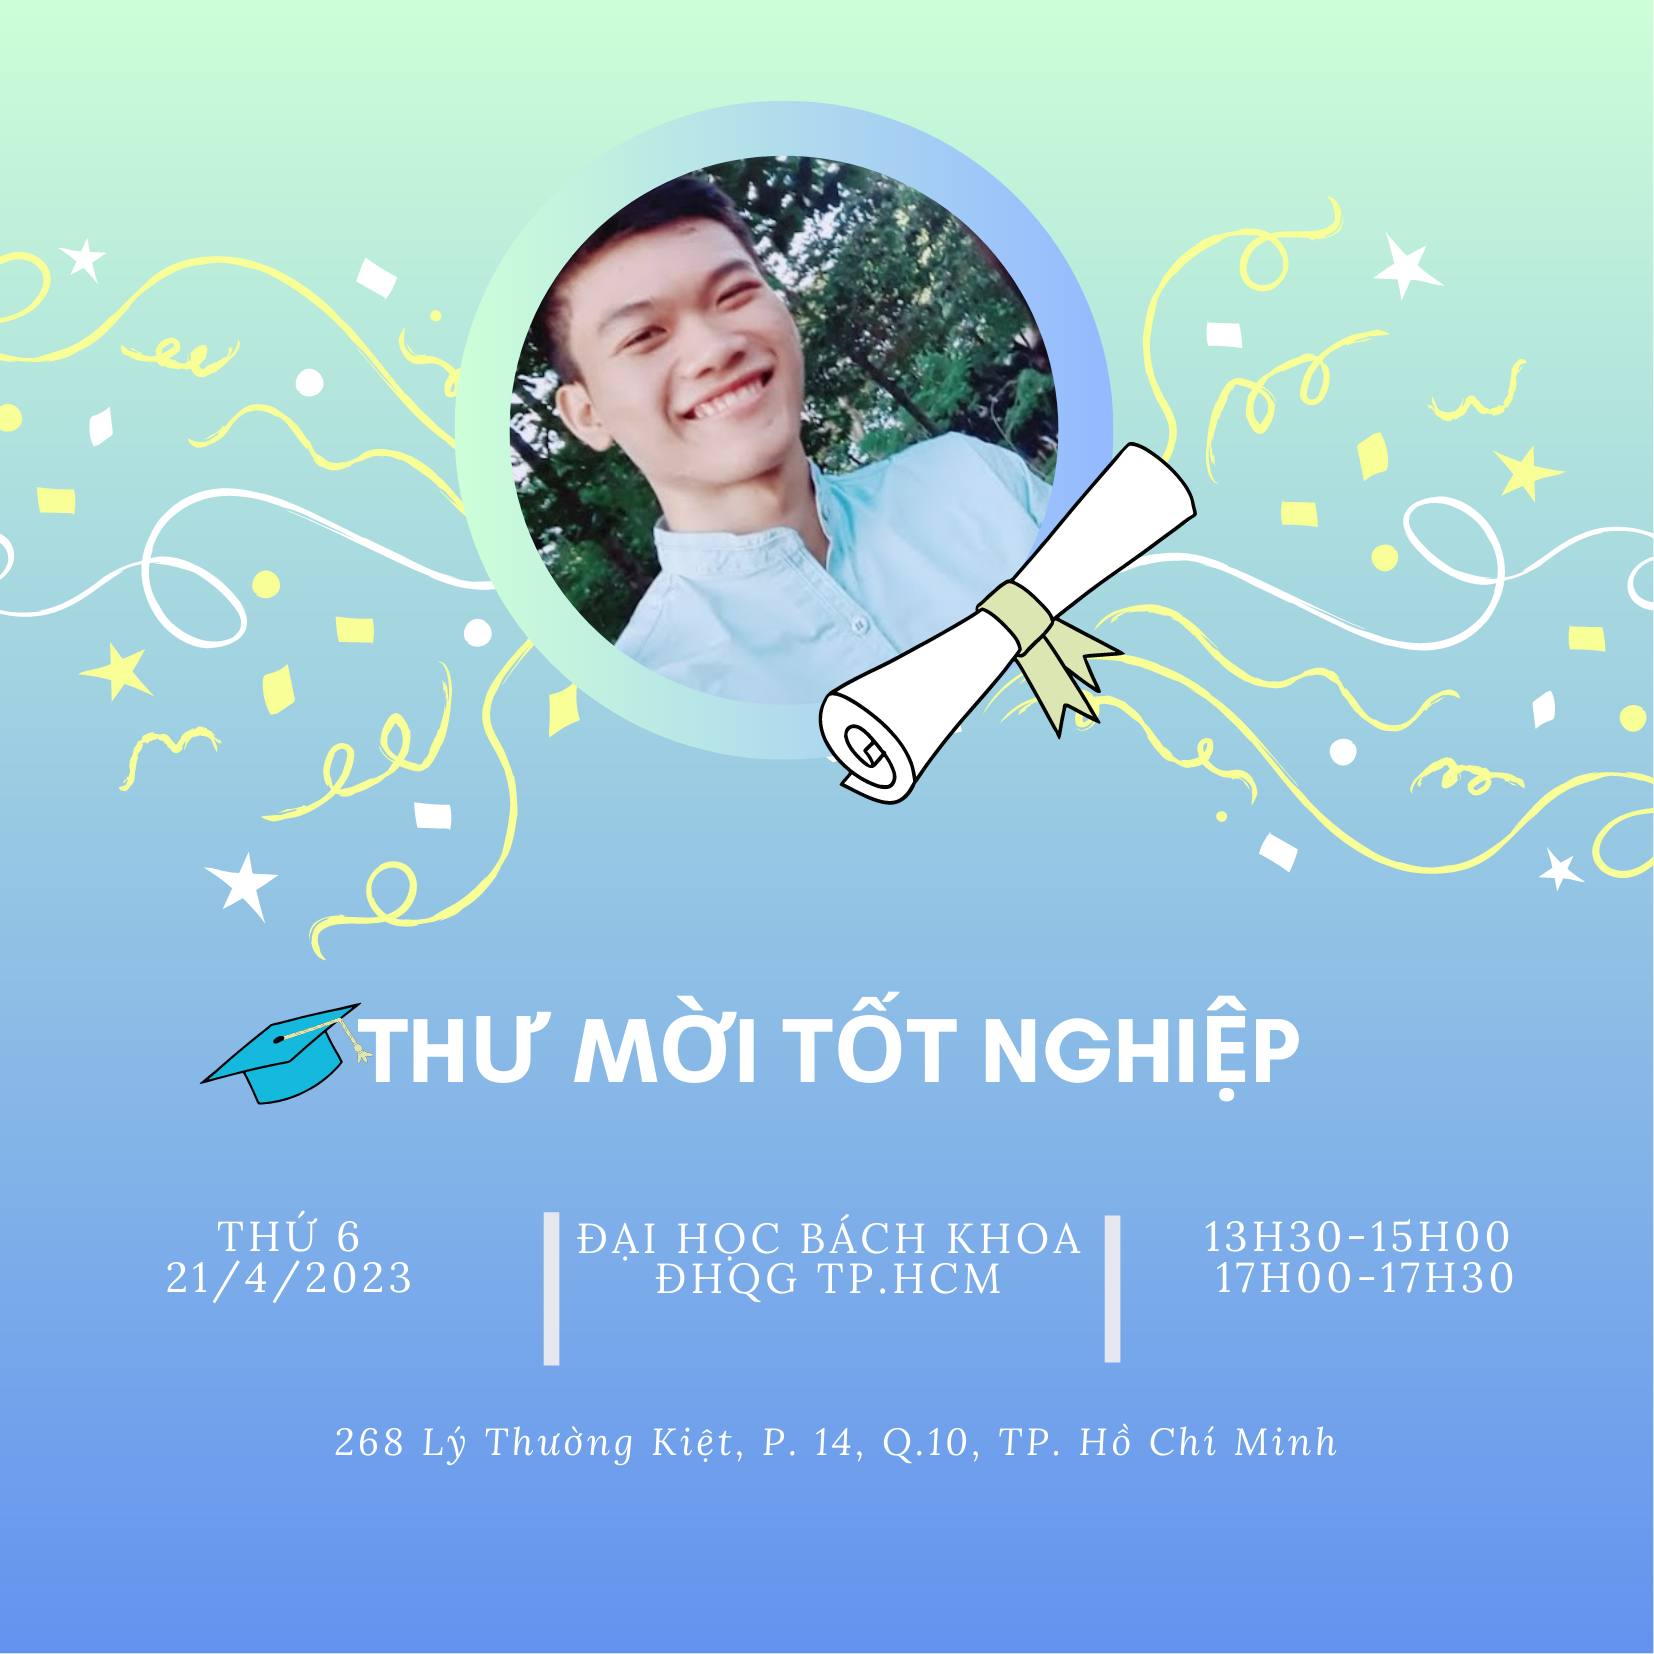 THƯ MỜI TỐT NGHIỆP
THỨ 6
21/4/2023
ĐẠI HỌC BÁCH KHOA
ĐHQG TP.HCM
13H30-15H00
17H00-17H30
268 Lý Thường Kiệt, P. 14, Q.10, TP. Hồ Chí Minh